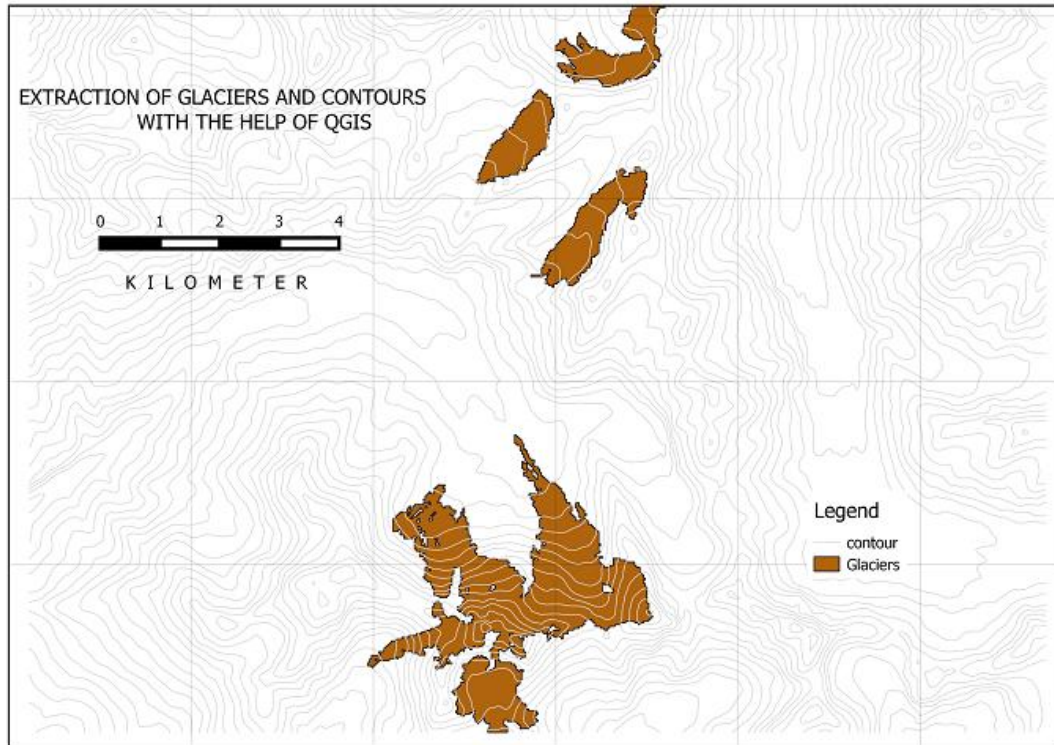 EXTRACTION OF GLACIERS AND CONTOURS
WITH THE HELP OF QGIS
0 1 2 3 4
KILOMETER
Legend
contour
Glaciers